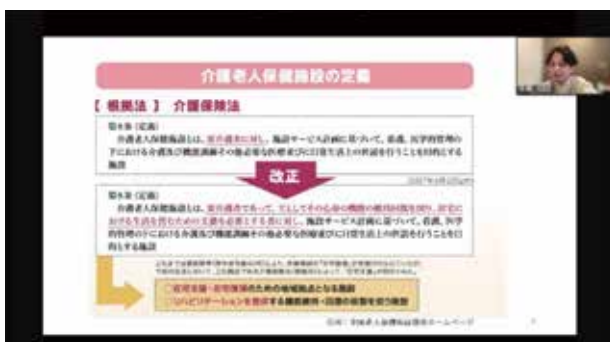 介護老人保健施設の定義
【 根拠法 】 介護保険法
第8条(定義)
介護老人保健施設とは、要介護者に対し、施設サービス計画に基づいて、看護、医学的管理の
下における介護及び機能訓練その他必要な医療並びに日常生活上の世話を行うことを目的とする
施設
改正
第8条(定義)
介護老人保健施設とは、要介護者であって、主としてその心身の機能の維持回復を図り、居宅に
おける生活を営むための支援を必要とする者に対し、施設サービス計画に基づいて、看護、医学
的管理の下における介護及び機能訓練その他必要な医療並びに日常生活上の世話を行うことを目
的とする施設
○在宅支援・在宅復帰のための地域拠点となる施設
○リハビリテーションを提供する機能維持・回復の役割を担う施設